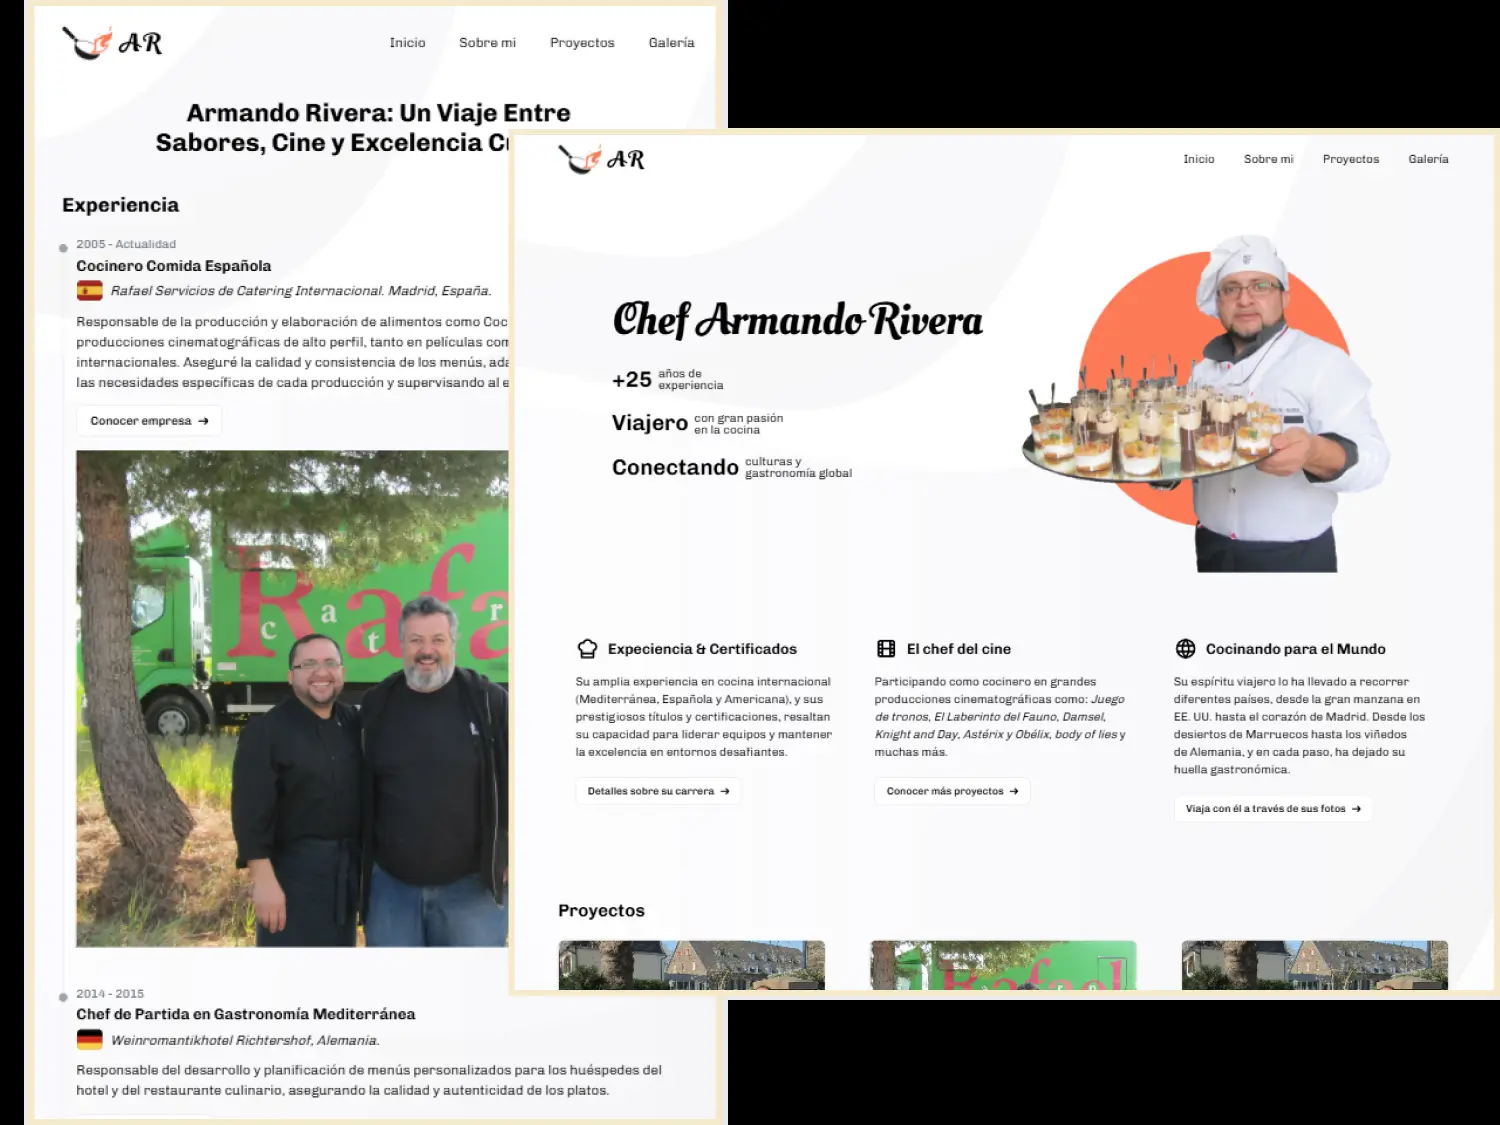 AR
Inicio
Sobre mi
Proyectos
Galería
Armando Rivera: Un Viaje Entre
Sabores, Cine y Excelencia
Experiencia
2005 - Actualidad
Cocinero Comida Española
Rafael Servicios de Catering Internacional. Madrid, España.
Responsable de la producción y elaboración de alimentos como
producciones cinematográficas de alto perfil, tanto en películas
internacionales. Aseguré la calidad y consistencia de los menús,
las necesidades específicas de cada producción y supervisando al
Conocer empresa →
Rafa
c a t r
2014 - 2015
Chef de Partida en Gastronomía Mediterránea
Weinromantikhotel Richtershof, Alemania.
Responsable del desarrollo y planificación de menús personalizados para los huéspedes del
hotel y del restaurante culinario, asegurando la calidad y autenticidad de los platos.
AR
Inicio
Sobre mi
Proyectos
Galería
Chef Armando Rivera
+25 años de
experiencia
Viajero con gran pasión
en la cocina
Conectando culturas y
gastronomía global
Expeciencia & Certificados
Su amplia experiencia en cocina internacional
(Mediterránea, Española y Americana), y sus
prestigiosos títulos y certificaciones, resaltan
su capacidad para liderar equipos y mantener
la excelencia en entornos desafiantes.
Detalles sobre su carrera →
El chef del cine
Participando como cocinero en grandes
producciones cinematográficas como: Juego
de tronos, El Laberinto del Fauno, Damsel,
Knight and Day, Astérix y Obélix, body of lies y
muchas más.
Conocer más proyectos →
Cocinando para el Mundo
Su espíritu viajero lo ha llevado a recorrer
diferentes países, desde la gran manzana en
EE. UU. hasta el corazón de Madrid. Desde los
desiertos de Marruecos hasta los viñedos
de Alemania, y en cada paso, ha dejado su
huella gastronómica.
Viaja con él a través de sus fotos →
Proyectos
Rafael